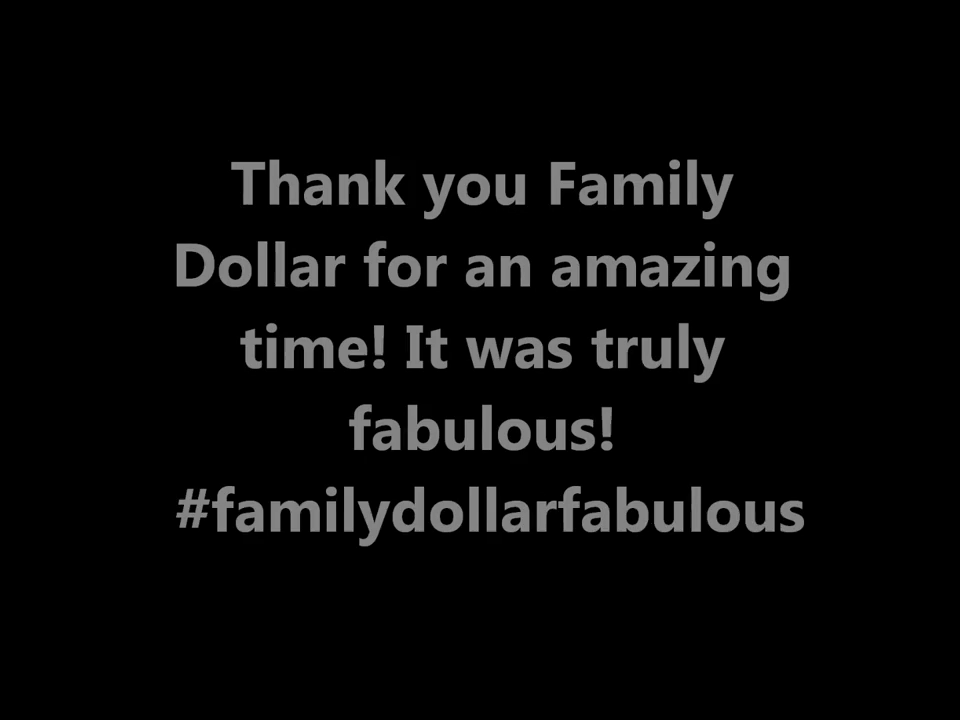 Thank you Family
Dollar for an amazing
time! It was truly
fabulous!
#familydollarfabulous